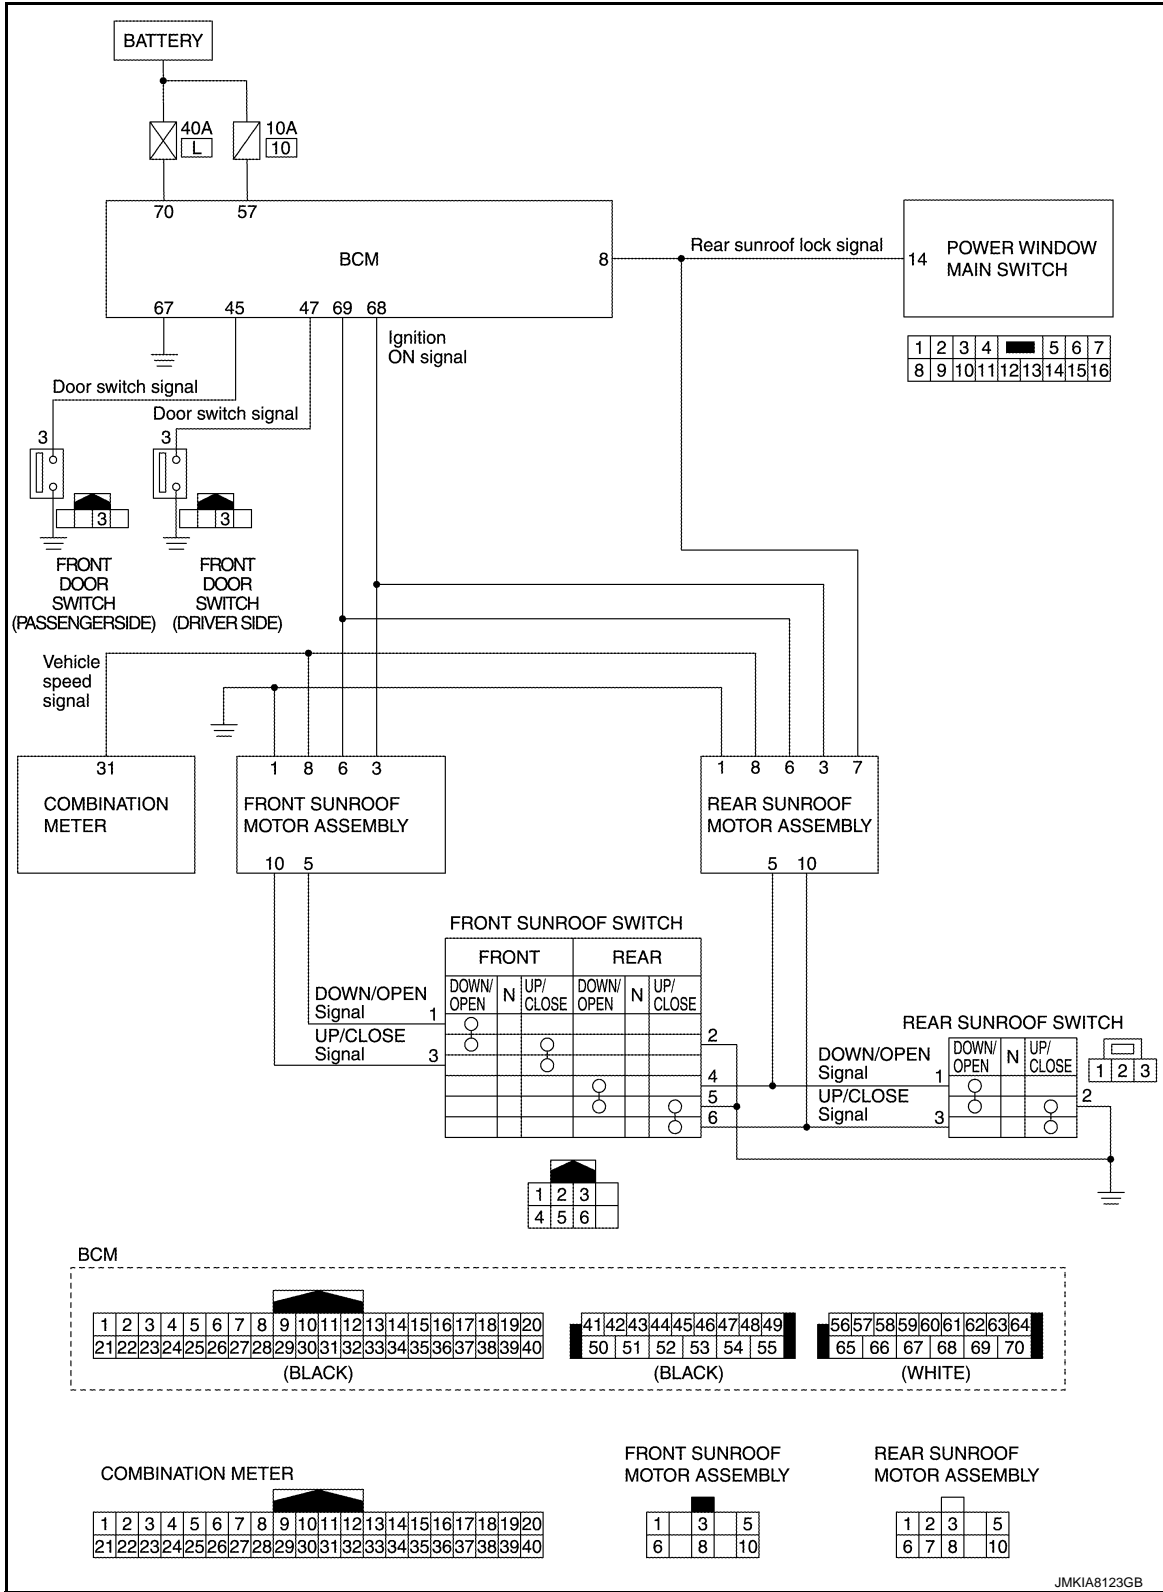 BATTERY
40A
L
10A
10
70 57
BCM
8
Rear sunroof lock signal
14
POWER WINDOW
MAIN SWITCH
67 45 47 69 68
Ignition
ON signal
1 2 3 4 5 6 7
8 9 10 11 12 13 14 15 16
Door switch signal
Door switch signal
3
3
3
3
FRONT
DOOR
SWITCH
(PASSENGERSIDE)
FRONT
DOOR
SWITCH
(DRIVER SIDE)
Vehicle
speed
signal
31
COMBINATION
METER
1 8 6 3
FRONT SUNROOF
MOTOR ASSEMBLY
10 5
1 8 6 3 7
REAR SUNROOF
MOTOR ASSEMBLY
5 10
FRONT SUNROOF SWITCH
FRONT REAR
DOWN/
OPEN
N
UP/
CLOSE
DOWN/
OPEN
N
UP/
CLOSE
DOWN/OPEN
Signal
1
UP/CLOSE
Signal
3
2
4
5
6
REAR SUNROOF SWITCH
DOWN/
OPEN
N
UP/
CLOSE
1 2 3
DOWN/OPEN
Signal
1
UP/CLOSE
Signal
3
2
1 2 3
4 5 6
BCM
1 2 3 4 5 6 7 8 9 10 11 12 13 14 15 16 17 18 19 20
21 22 23 24 25 26 27 28 29 30 31 32 33 34 35 36 37 38 39 40
(BLACK)
41 42 43 44 45 46 47 48 49
50 51 52 53 54 55
(BLACK)
56 57 58 59 60 61 62 63 64
65 66 67 68 69 70
(WHITE)
COMBINATION METER
1 2 3 4 5 6 7 8 9 10 11 12 13 14 15 16 17 18 19 20
21 22 23 24 25 26 27 28 29 30 31 32 33 34 35 36 37 38 39 40
FRONT SUNROOF
MOTOR ASSEMBLY
1 3 5
6 8 10
REAR SUNROOF
MOTOR ASSEMBLY
1 2 3 5
6 7 8 10
JMKIA8123GB